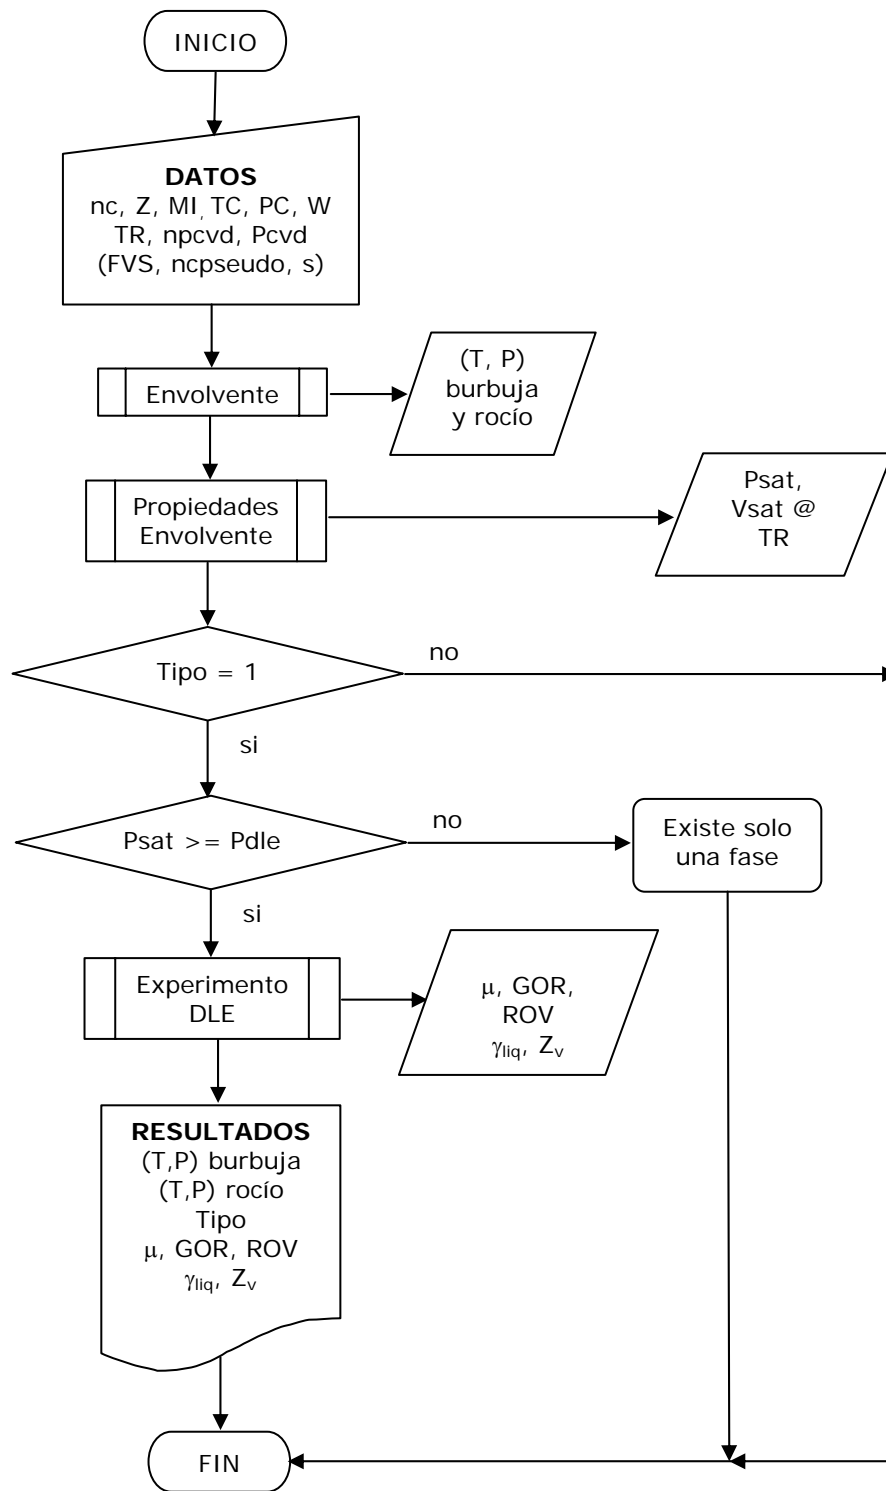 INICIO
DATOS
nc, Z, MI, TC, PC, W
TR, npcvd, Pcvd
(FVS, ncpseudo, s)
Envolvente
(T, P)
burbuja
y rocío
Propiedades
Envolvente
Psat,
Vsat @
TR
Tipo = 1
no
si
Psat >= Pdle
no
Existe solo
una fase
si
Experimento
DLE
μ, GOR,
ROV
γliq, Zv
RESULTADOS
(T,P) burbuja
(T,P) rocío
Tipo
μ, GOR, ROV
γliq, Zv
FIN